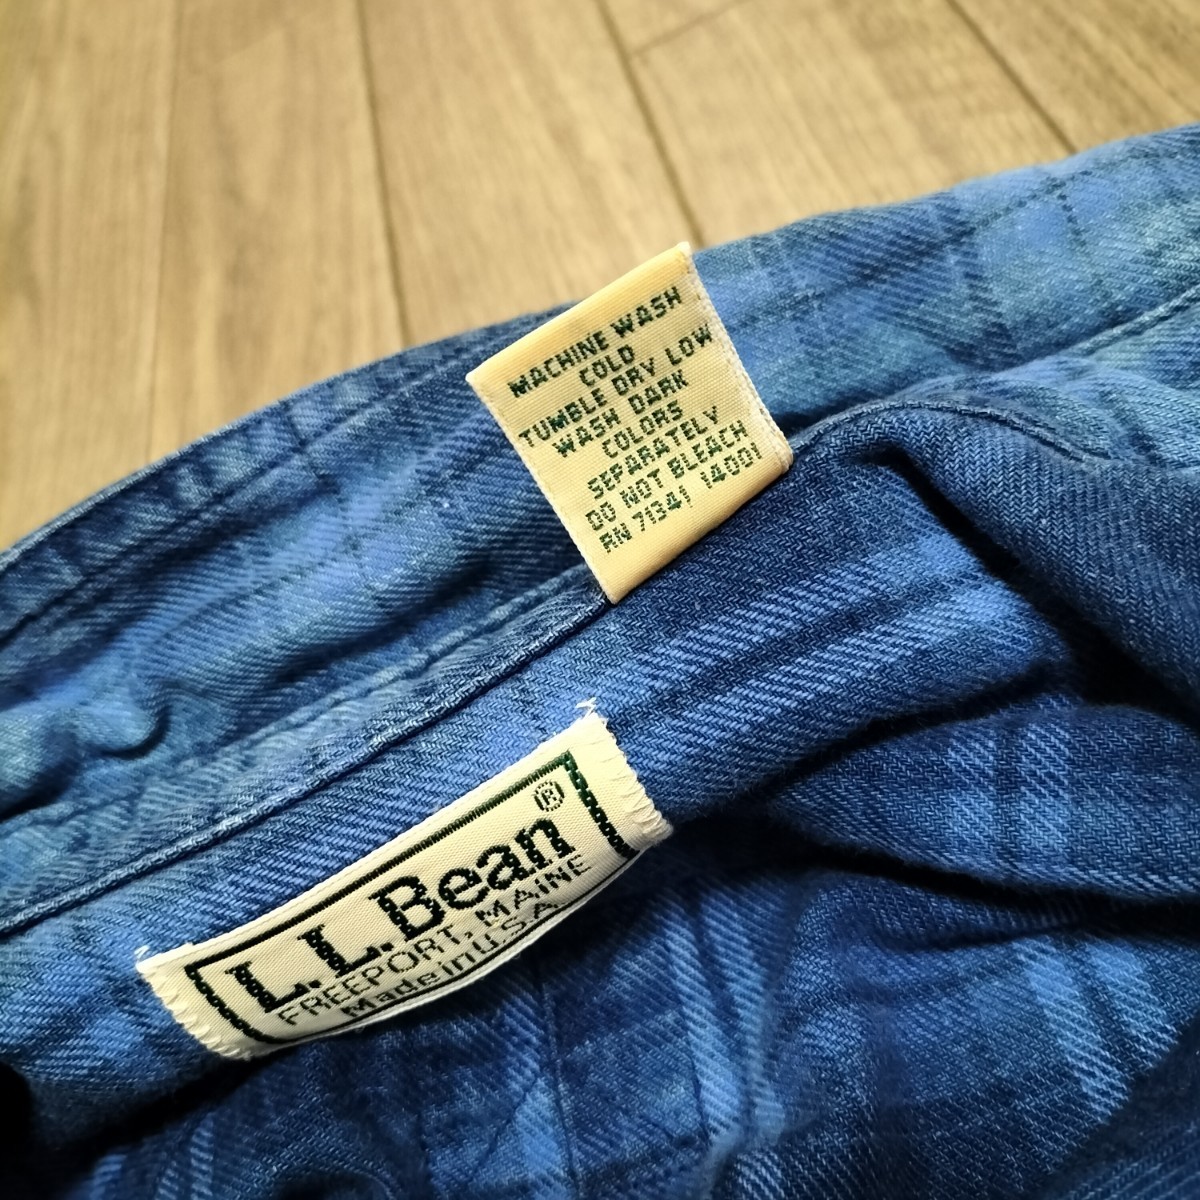 MACHINE WASH
COLD
TUMBLE DRY LOW
WASH DARK
COLORS
SEPARATELY
DO NOT BLEACH
RN 71341 14001
L.L.Bean®
FREEPORT, MAINE
Made in U.S.A.